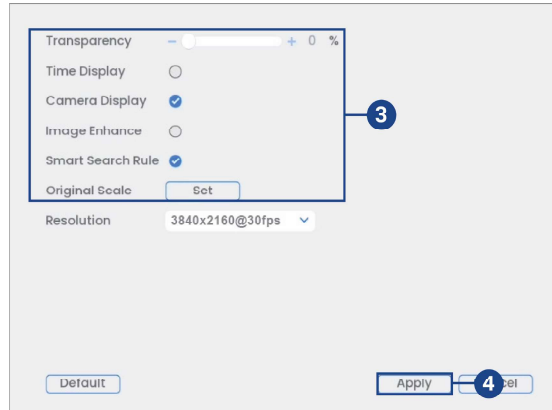 Transparency − + 0 %
Time Display
Camera Display
3
Image Enhance
Smart Search Rule
Original Scale Set
Resolution 3840x2160@30fps
Default Apply 4 cel